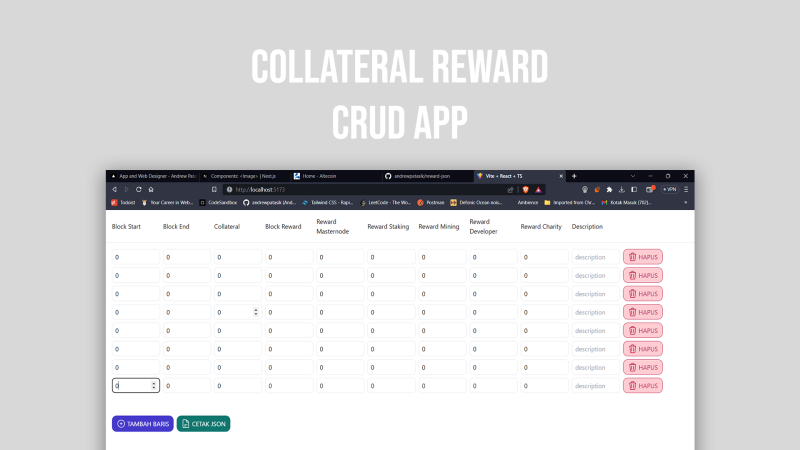 COLLATERAL REWARD
CRUD APP
App and Web Designer - Andrew Pata
Components: <Image> | Next.js
Home - Altecoin
andrewpatasik/reward-json
Vite + React + TS
http://localhost:5173
VPN
Todoist
Your Career in Web...
CodeSandbox
andrewpatasik (And...
Tailwind CSS - Rapi...
LeetCode - The Wo...
Postman
Defonic Ocean nois...
Ambience
Imported from Chr...
Kotak Masuk (702)...
Block Start
Block End
Collateral
Block Reward
Reward
Masternode
Reward Staking
Reward Mining
Reward
Developer
Reward Charity
Description
0 0 0 0 0 0 0 0 0 description HAPUS
0 0 0 0 0 0 0 0 0 description HAPUS
0 0 0 0 0 0 0 0 0 description HAPUS
0 0 0 0 0 0 0 0 0 description HAPUS
0 0 0 0 0 0 0 0 0 description HAPUS
0 0 0 0 0 0 0 0 0 description HAPUS
0 0 0 0 0 0 0 0 0 description HAPUS
0 0 0 0 0 0 0 0 0 description HAPUS
TAMBAH BARIS
CETAK JSON